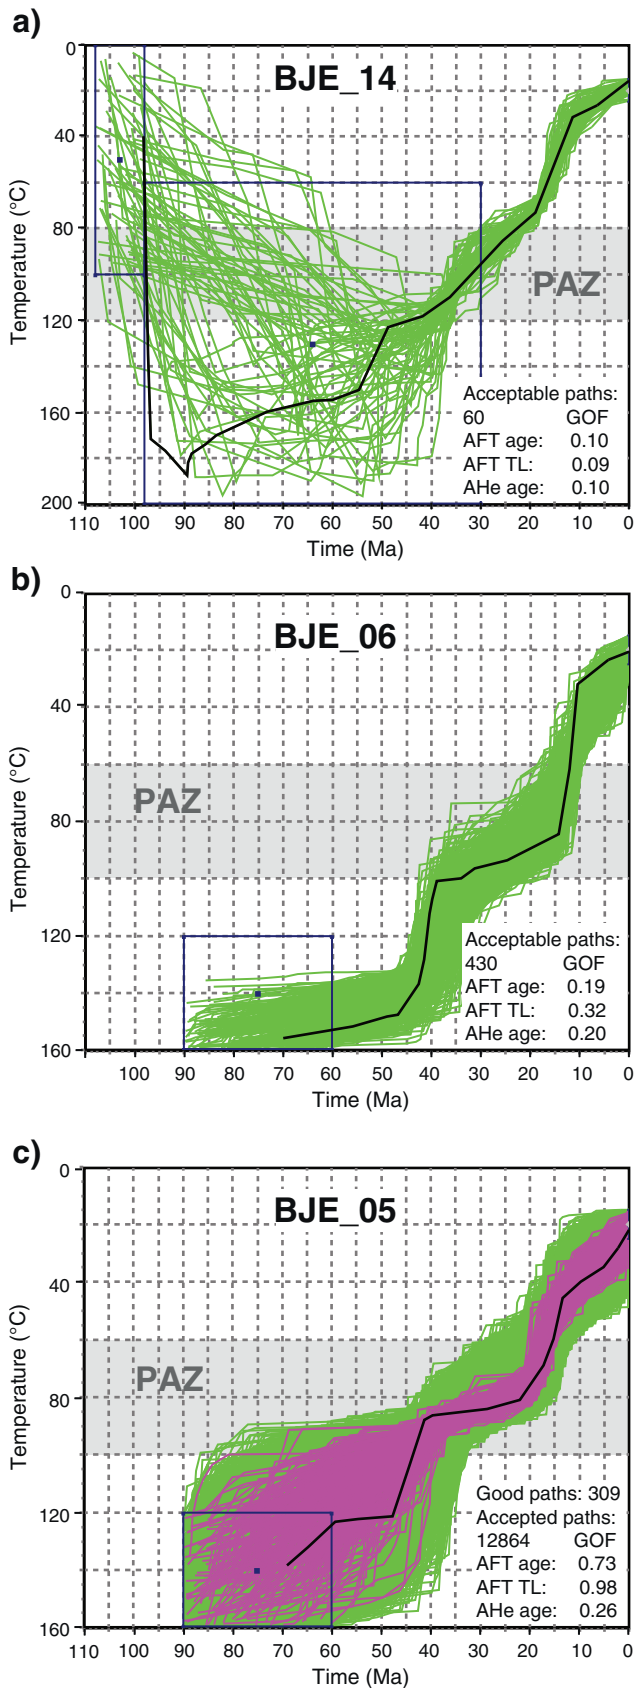 a)
BJE_14
0
40
80
120
160
200
Temperature (°C)
PAZ
Acceptable paths:
60 GOF
AFT age: 0.10
AFT TL: 0.09
AHe age: 0.10
110 100 90 80 70 60 50 40 30 20 10 0
Time (Ma)
b)
BJE_06
0
40
80
120
160
Temperature (°C)
PAZ
Acceptable paths:
430 GOF
AFT age: 0.19
AFT TL: 0.32
AHe age: 0.20
100 90 80 70 60 50 40 30 20 10 0
Time (Ma)
c)
BJE_05
0
40
80
120
160
Temperature (°C)
PAZ
Good paths: 309
Accepted paths:
12864 GOF
AFT age: 0.73
AFT TL: 0.98
AHe age: 0.26
110 100 90 80 70 60 50 40 30 20 10 0
Time (Ma)